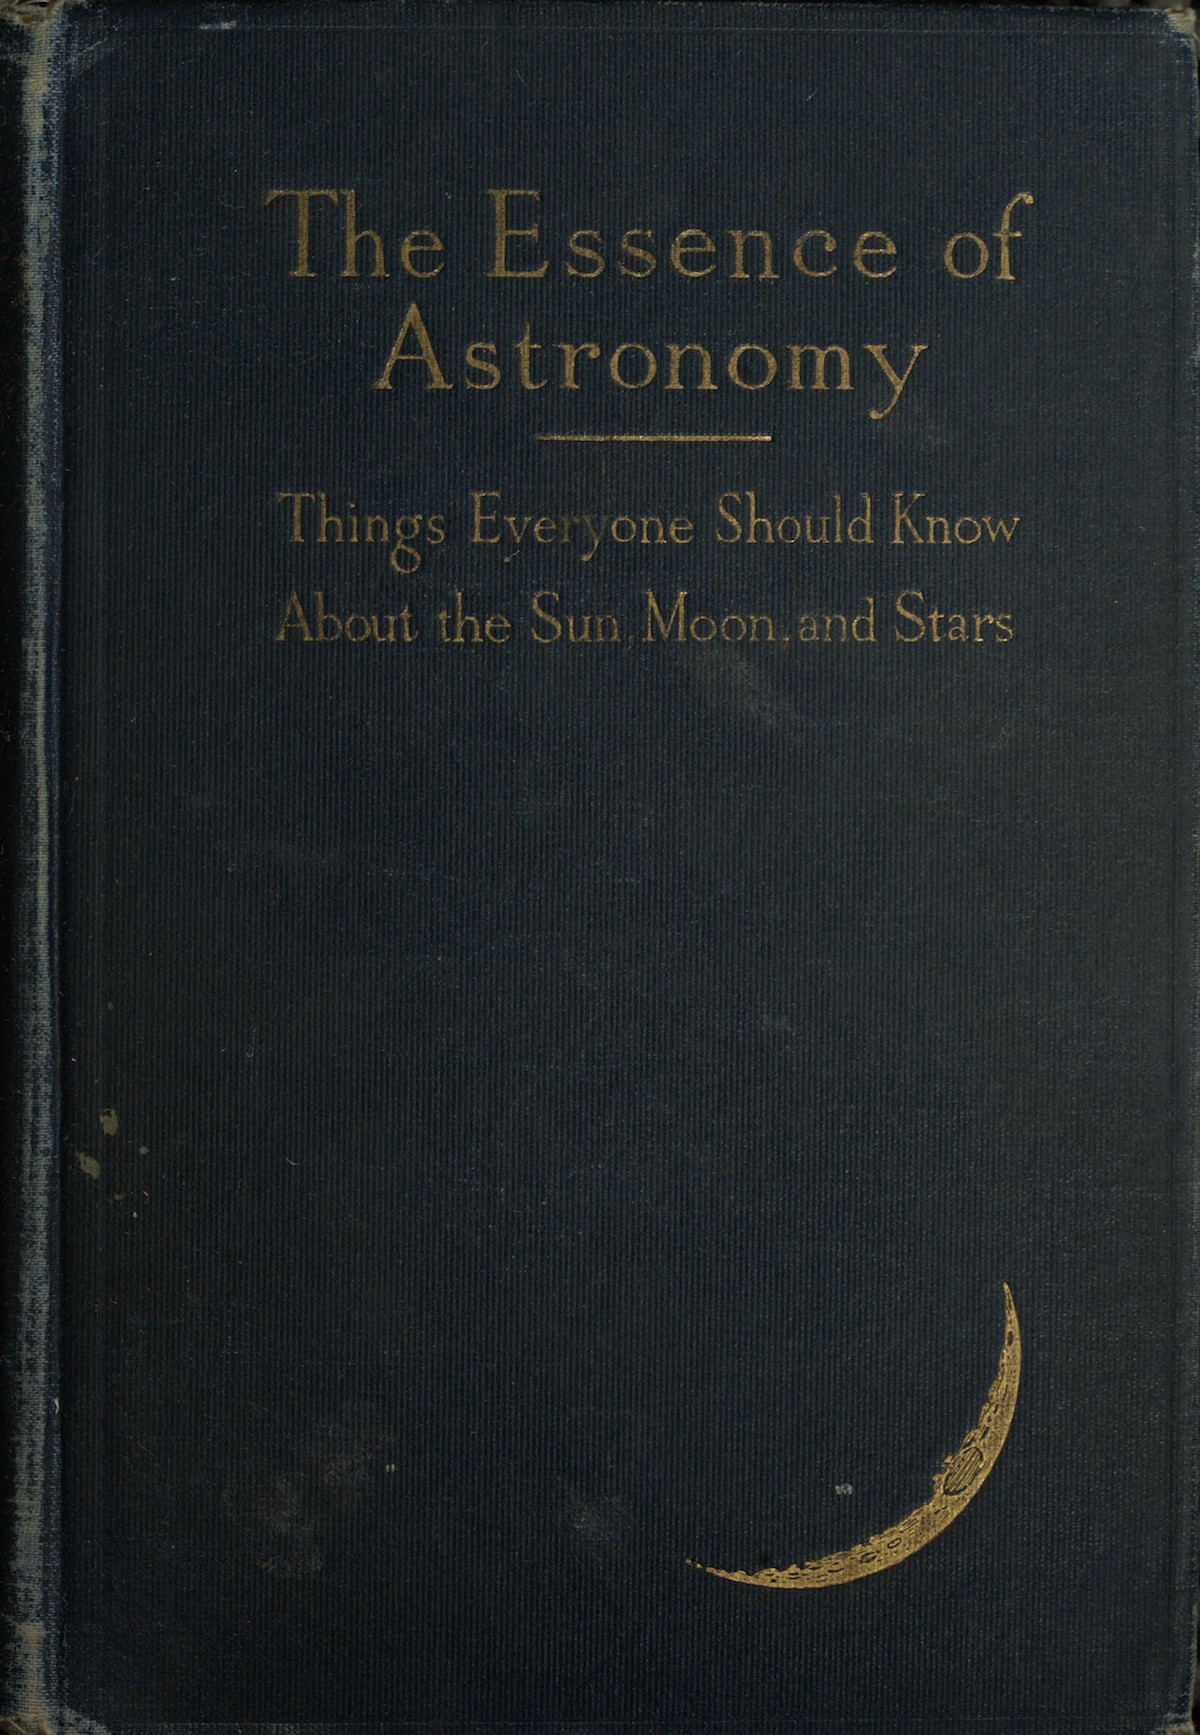 The Essence of
Astronomy
Things Everyone Should Know
About the Sun, Moon, and Stars